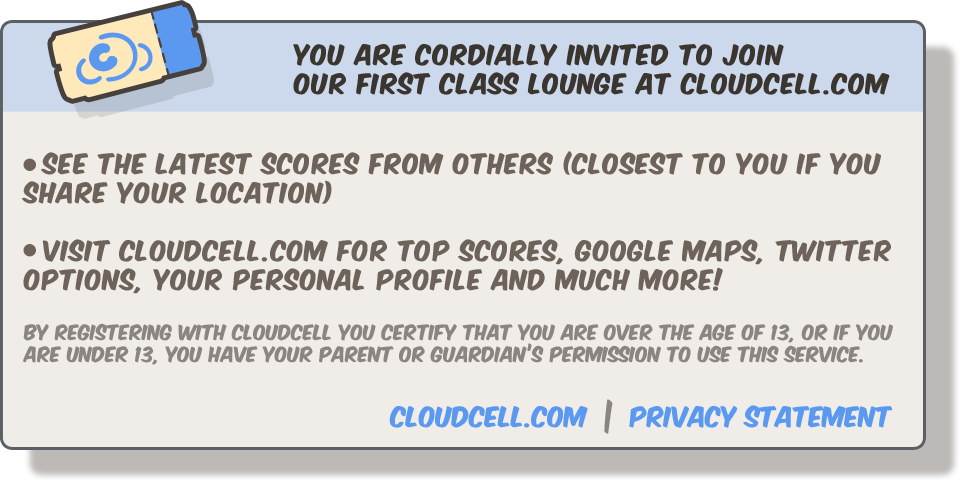 YOU ARE CORDIALLY INVITED TO JOIN
OUR FIRST CLASS LOUNGE AT CLOUDCELL.COM
• SEE THE LATEST SCORES FROM OTHERS (CLOSEST TO YOU IF YOU
SHARE YOUR LOCATION)
• VISIT CLOUDCELL.COM FOR TOP SCORES, GOOGLE MAPS, TWITTER
OPTIONS, YOUR PERSONAL PROFILE AND MUCH MORE!
BY REGISTERING WITH CLOUDCELL YOU CERTIFY THAT YOU ARE OVER THE AGE OF 13, OR IF YOU
ARE UNDER 13, YOU HAVE YOUR PARENT OR GUARDIAN'S PERMISSION TO USE THIS SERVICE.
CLOUDCELL.COM | PRIVACY STATEMENT